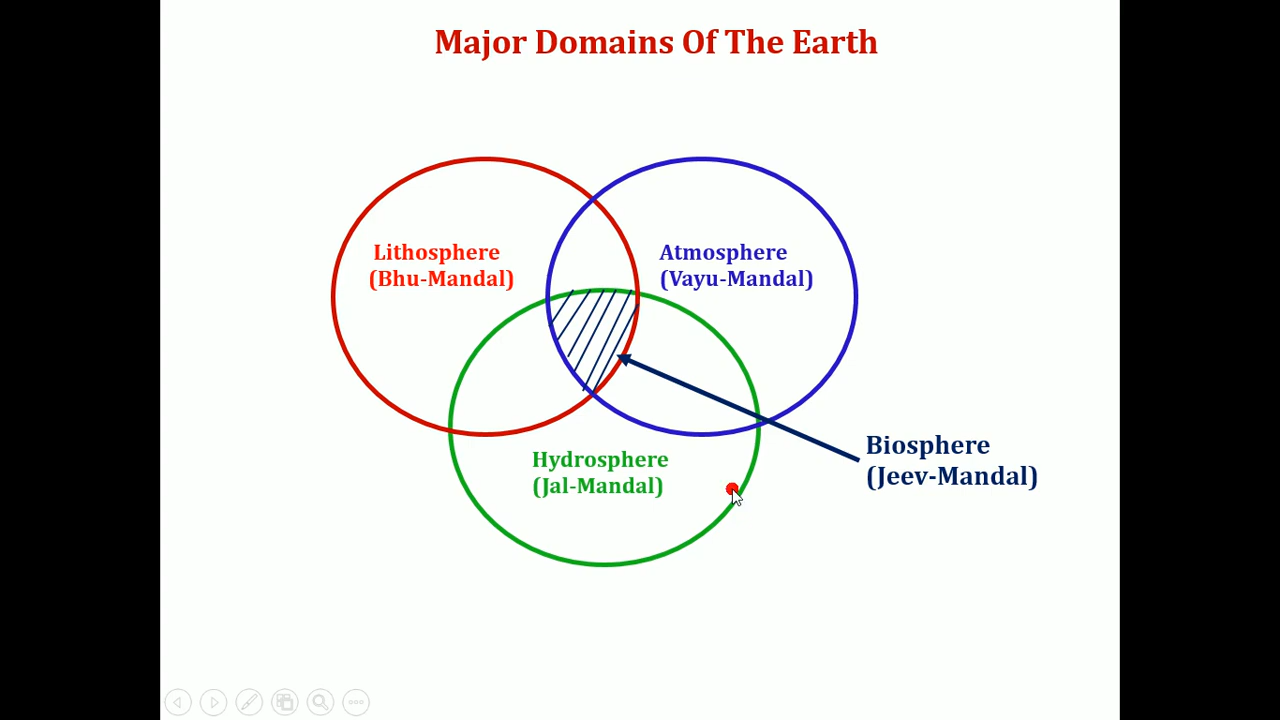 Major Domains Of The Earth
Lithosphere
(Bhu-Mandal)
Atmosphere
(Vayu-Mandal)
Hydrosphere
(Jal-Mandal)
Biosphere
(Jeev-Mandal)